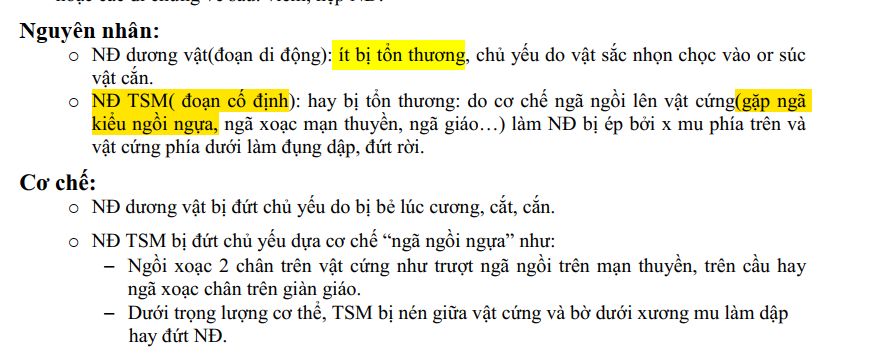 Nguyên nhân:
○ NĐ dương vật(đoạn di động): ít bị tổn thương, chủ yếu do vật sắc nhọn chọc vào or súc
vật cắn.
○ NĐ TSM( đoạn cố định): hay bị tổn thương: do cơ chế ngã ngồi lên vật cứng(gặp ngã
kiểu ngồi ngựa, ngã xoạc mạn thuyền, ngã giáo…) làm NĐ bị ép bởi x mu phía trên và
vật cứng phía dưới làm đụng dập, đứt rời.
Cơ chế:
○ NĐ dương vật bị đứt chủ yếu do bị bẻ lúc cương, cắt, cắn.
○ NĐ TSM bị đứt chủ yếu dựa cơ chế “ngã ngồi ngựa” như:
– Ngồi xoạc 2 chân trên vật cứng như trượt ngã ngồi trên mạn thuyền, trên cầu hay
ngã xoạc chân trên giàn giáo.
– Dưới trọng lượng cơ thể, TSM bị nén giữa vật cứng và bờ dưới xương mu làm dập
hay đứt NĐ.